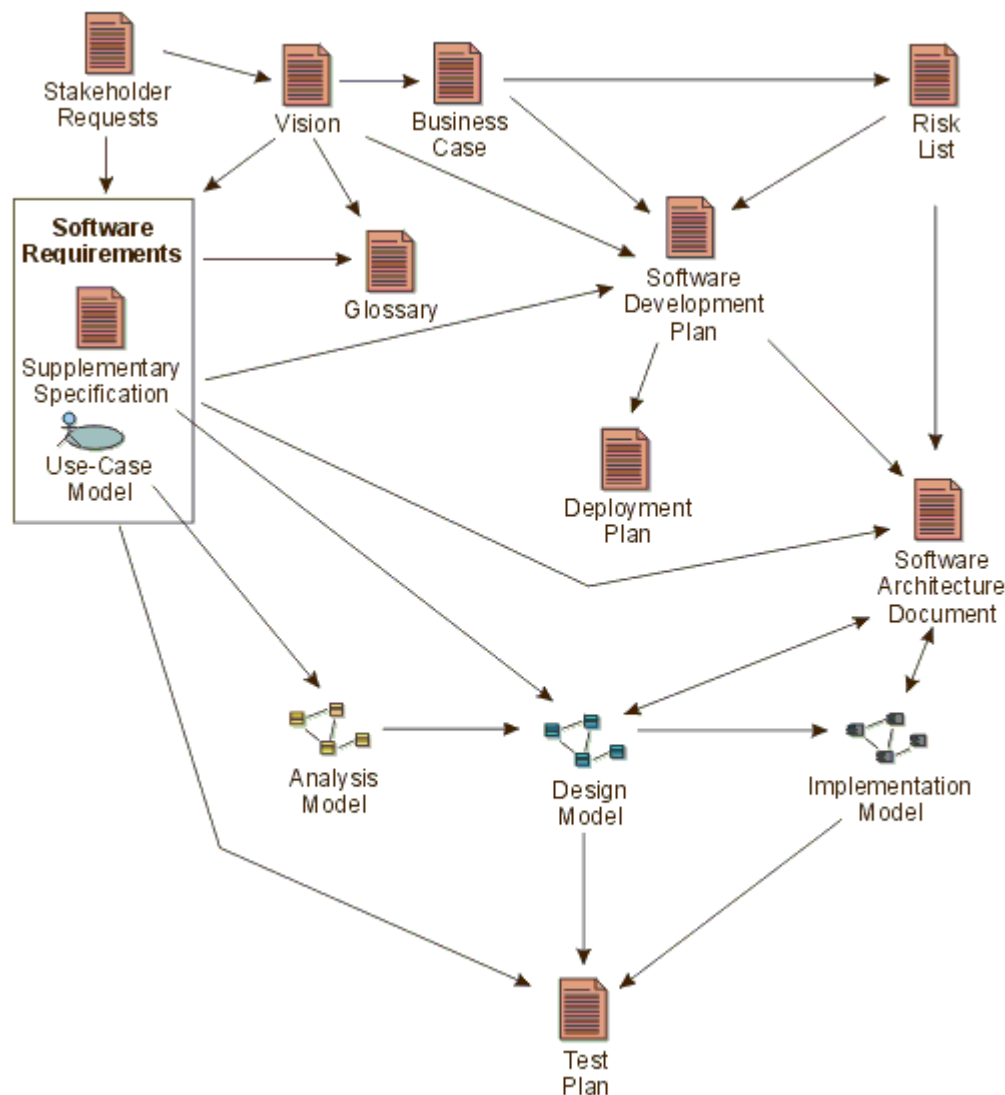 Stakeholder
Requests
Vision
Business
Case
Risk
List
Software
Requirements
Glossary
Software
Development
Plan
Supplementary
Specification
Use-Case
Model
Deployment
Plan
Software
Architecture
Document
Analysis
Model
Design
Model
Implementation
Model
Test
Plan